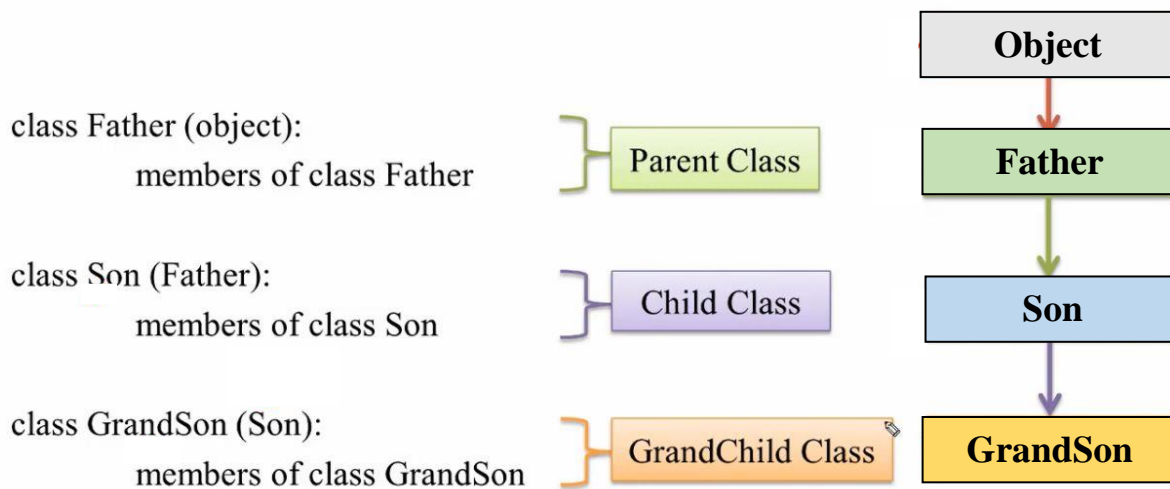 Object
class Father (object):
members of class Father
Parent Class
Father
class Son (Father):
members of class Son
Child Class
Son
class GrandSon (Son):
members of class GrandSon
GrandChild Class
GrandSon